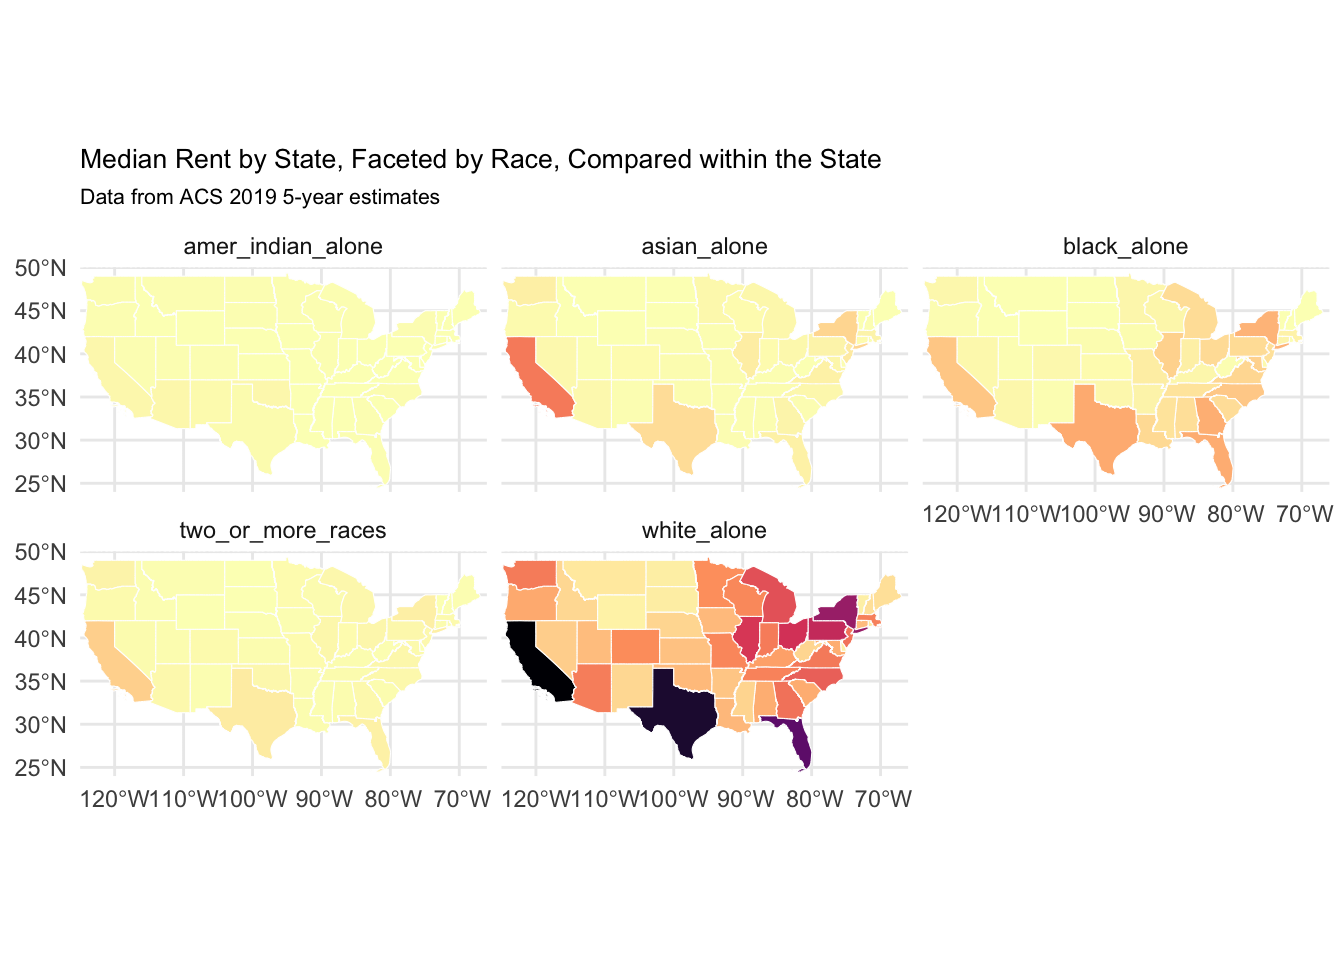 Median Rent by State, Faceted by Race, Compared within the State
Data from ACS 2019 5-year estimates
amer_indian_alone
asian_alone
black_alone
50°N
45°N
40°N
35°N
30°N
25°N
120°W 110°W 100°W 90°W 80°W 70°W
two_or_more_races
white_alone
50°N
45°N
40°N
35°N
30°N
25°N
120°W 110°W 100°W 90°W 80°W 70°W
120°W 110°W 100°W 90°W 80°W 70°W